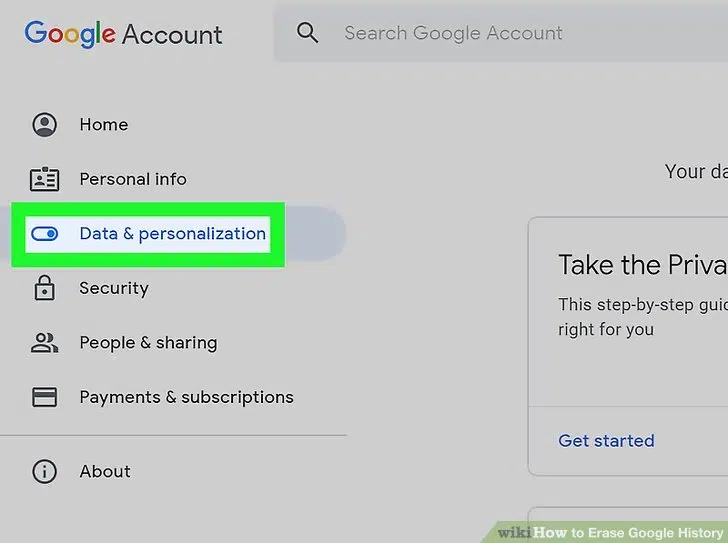 Google Account
Search Google Account
Home
Personal info
Data & personalization
Security
People & sharing
Payments & subscriptions
About
Your da
Take the Priva
This step-by-step guid
right for you
Get started
wikiHow to Erase Google History